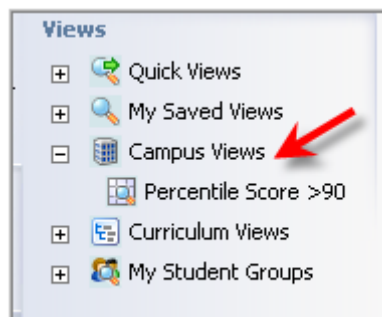 Views
Quick Views
My Saved Views
Campus Views
Percentile Score >90
Curriculum Views
My Student Groups